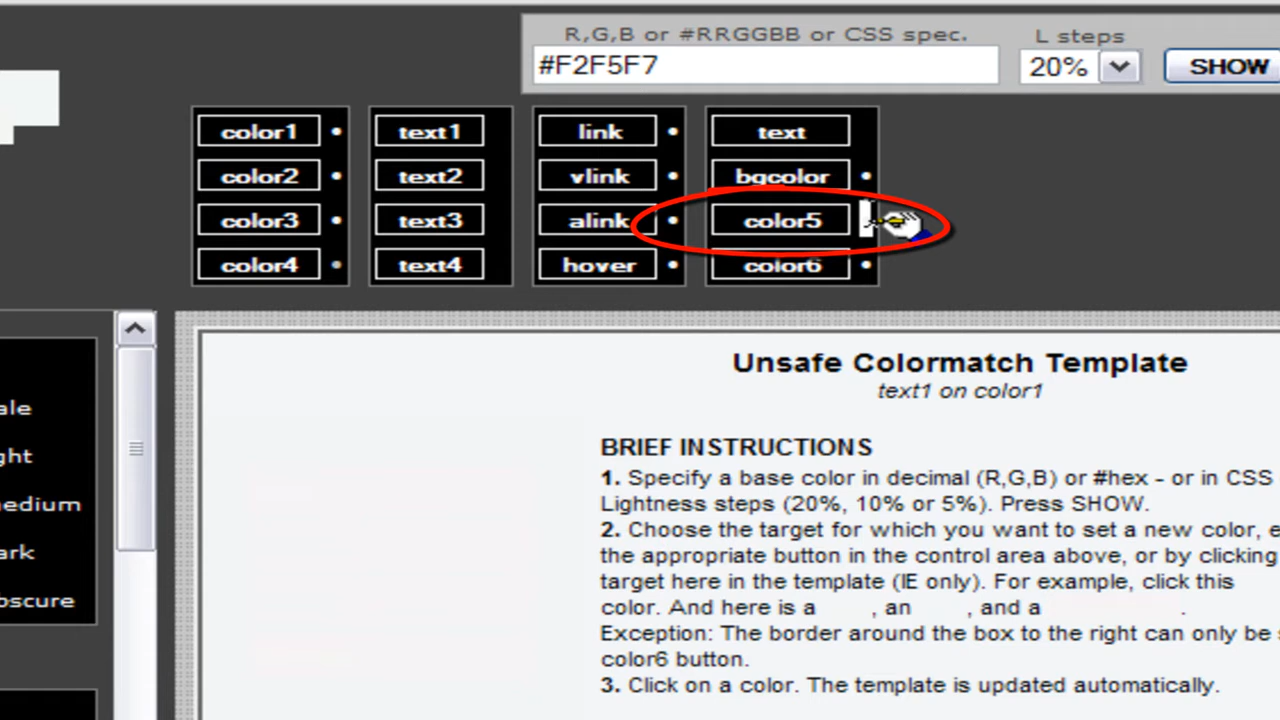 R,G,B or #RRGGBB or CSS spec.
L steps
#F2F5F7
20%
SHOW
color1
text1
link
text
color2
text2
vlink
bgcolor
color3
text3
alink
color5
color4
text4
hover
color6
ale
ght
edium
ark
bscure
Unsafe Colormatch Template
text1 on color1
BRIEF INSTRUCTIONS
1. Specify a base color in decimal (R,G,B) or #hex - or in CSS
Lightness steps (20%, 10% or 5%). Press SHOW.
2. Choose the target for which you want to set a new color, e
the appropriate button in the control area above, or by clicking
target here in the template (IE only). For example, click this
color. And here is a , an , and a .
Exception: The border around the box to the right can only be s
color6 button.
3. Click on a color. The template is updated automatically.